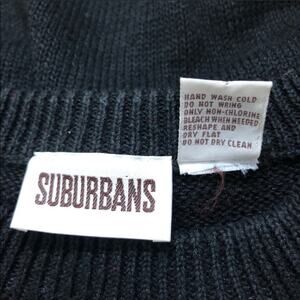 HAND WASH COLD
DO NOT WRING
ONLY NON-CHLORINE
BLEACH WHEN NEEDED
RESHAPE AND
DRY FLAT
DO NOT DRY CLEAN
SUBURBANS